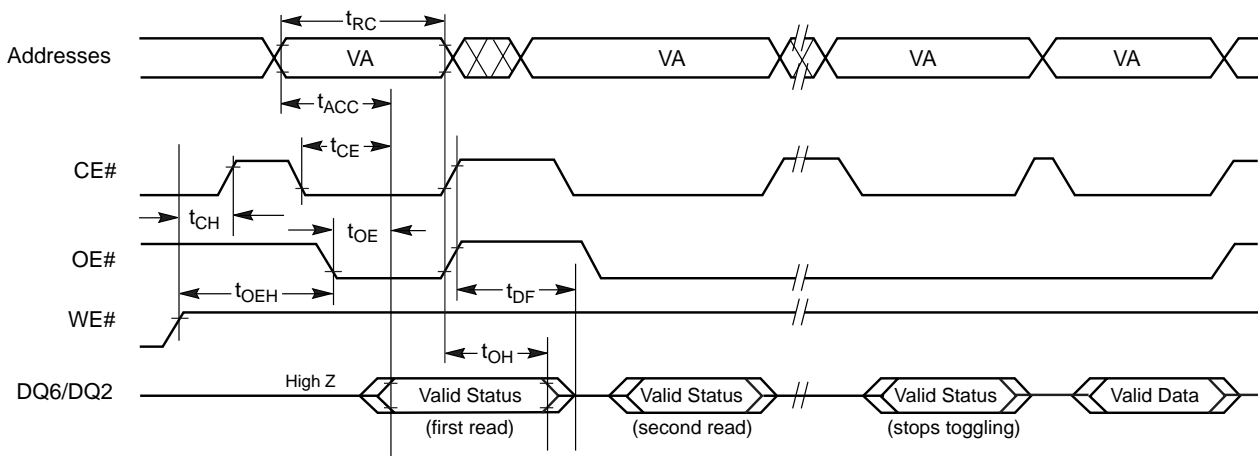 tRC
Addresses VA VA VA VA
tACC
tCE
CE#
tCH tOE
OE#
tOEH tDF
WE#
tOH
DQ6/DQ2 High Z Valid Status Valid Status Valid Status Valid Data
(first read) (second read) (stops toggling)